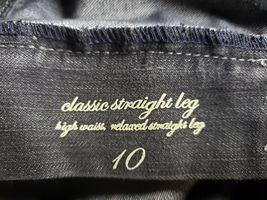 classic straight leg
high waist, relaxed straight leg
10